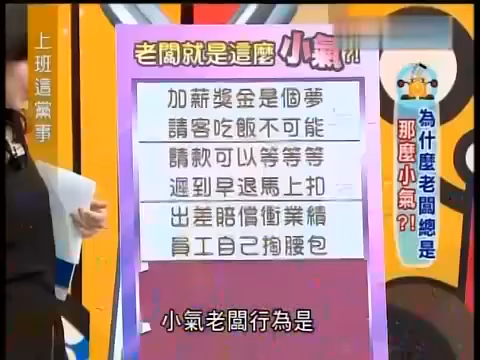 上班這黨事
老闆就是這麼小氣?!
加薪獎金是個夢
請客吃飯不可能
請款可以等等等
遲到早退馬上扣
出差賠償衝業績
員工自己掏腰包
為什麼老闆總是
那麼小氣?!
小氣老闆行為是